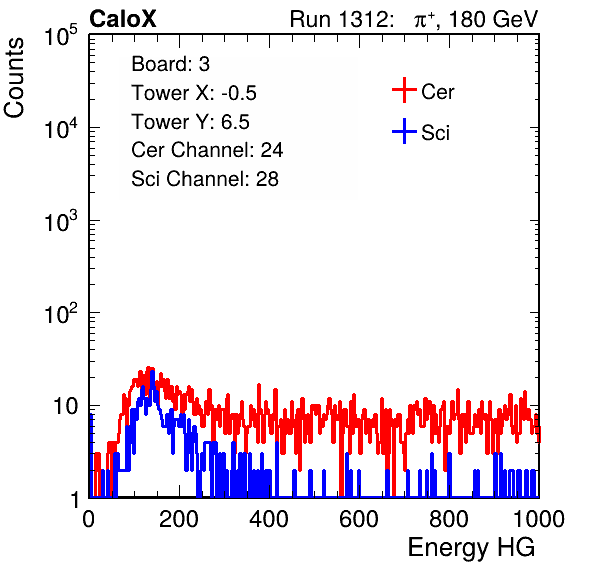 CaloX Run 1312: π⁺, 180 GeV
Board: 3
Tower X: -0.5
Tower Y: 6.5
Cer Channel: 24
Sci Channel: 28
Cer
Sci
Counts
10⁵
10⁴
10³
10²
10
1
0 200 400 600 800 1000
Energy HG